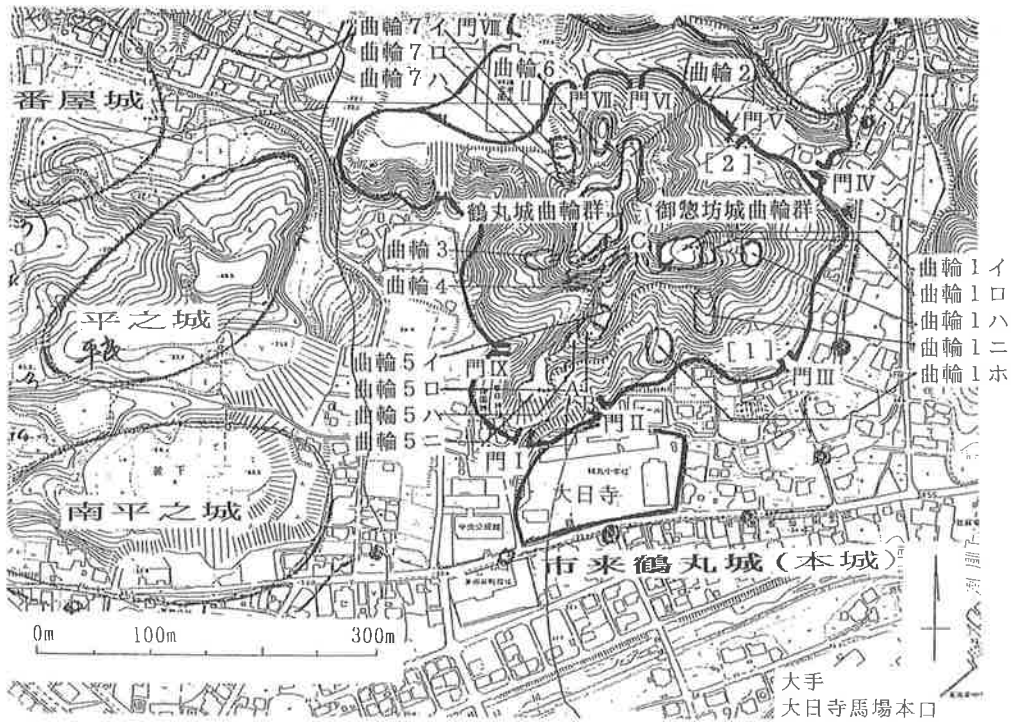 曲輪7イ
曲輪7ロ
曲輪7ハ
門Ⅷ
曲輪6
曲輪2
番屋城
門Ⅶ
門Ⅵ
門Ⅴ
[2]
門Ⅳ
鶴丸城曲輪群
御惣坊城曲輪群
曲輪3
C
曲輪4
曲輪1イ
曲輪1ロ
曲輪1ハ
曲輪1ニ
曲輪1ホ
平之城
平城
曲輪5イ
曲輪5ロ
曲輪5ハ
曲輪5ニ
門Ⅸ
[1]
門Ⅲ
門Ⅱ
門Ⅰ
大日寺
南平之城
市来鶴丸城(本城)
0m 100m 300m
大手
大日寺馬場本口